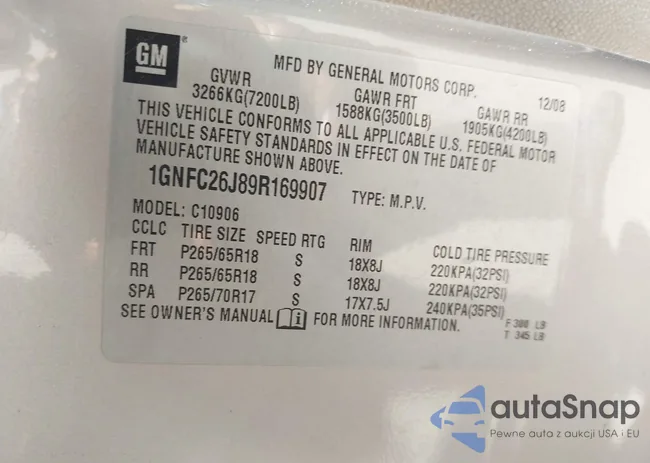 GM
MFD BY GENERAL MOTORS CORP. 12/08
GVWR GAWR FRT GAWR RR
3266KG(7200LB) 1588KG(3500LB) 1905KG(4200LB)
THIS VEHICLE CONFORMS TO ALL APPLICABLE U.S. FEDERAL MOTOR
VEHICLE SAFETY STANDARDS IN EFFECT ON THE DATE OF
MANUFACTURE SHOWN ABOVE.
1GNFC26J89R169907 TYPE: M.P.V.
MODEL: C10906
CCLC TIRE SIZE SPEED RTG RIM COLD TIRE PRESSURE
FRT P265/65R18 S 18X8J 220KPA(32PSI)
RR P265/65R18 S 18X8J 220KPA(32PSI)
SPA P265/70R17 S 17X7.5J 240KPA(35PSI)
SEE OWNER'S MANUAL i FOR MORE INFORMATION.
F 300 LB
T 345 LB
autaSnap
Pewne auta z aukcji USA i EU